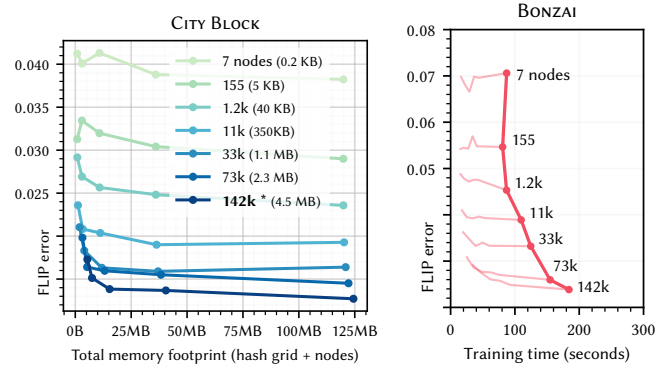 CITY BLOCK
FLIP error
0.040
0.035
0.030
0.025
7 nodes (0.2 KB)
155 (5 KB)
1.2k (40 KB)
11k (350KB)
33k (1.1 MB)
73k (2.3 MB)
142k * (4.5 MB)
0B 25MB 50MB 75MB 100MB 125MB
Total memory footprint (hash grid + nodes)
BONZAI
FLIP error
0.08
0.07
0.06
0.05
7 nodes
155
1.2k
11k
33k
73k
142k
0 100 200 300
Training time (seconds)